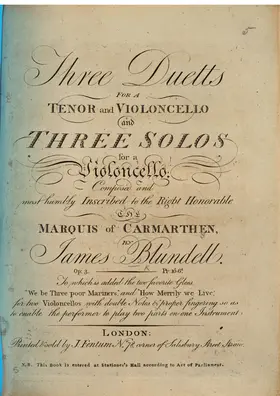 Three Duetts
FOR A
TENOR and VIOLONCELLO
and
THREE SOLOS
for a
Violoncello,
Composed and
most humbly Inscribed to the Right Honorable
THE
MARQUIS of CARMARTHEN,
BY
James Blundell.
Op. 3. Pr.
To which is added the two favorite Glees
"We be Three poor Mariners," and "How Merrily we Live,"
for two Violoncellos with double Notes & proper fingering so as
to enable the performer to play two parts on one Instrument.
LONDON:
Printed & sold by J. Fentum, No. 78, corner of Salisbury Street Strand.
N.B. This Book is entered at Stationer's Hall according to Act of Parliament.